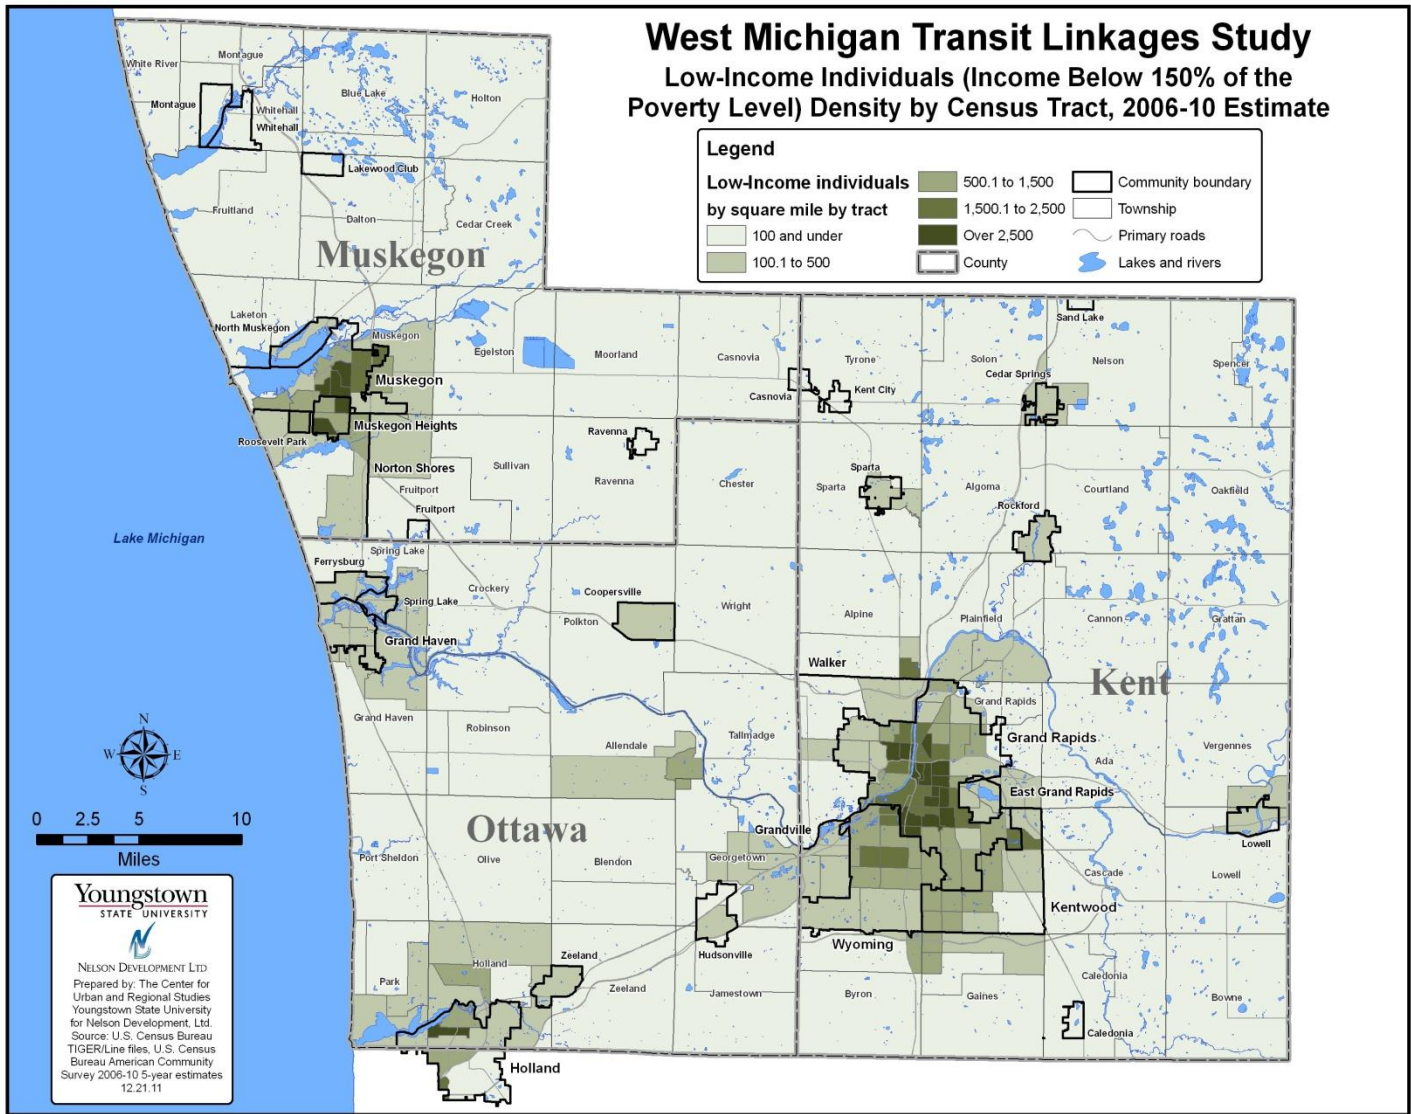 West Michigan Transit Linkages Study
Low-Income Individuals (Income Below 150% of the
Poverty Level) Density by Census Tract, 2006-10 Estimate
Legend
Low-Income individuals
by square mile by tract
100 and under
100.1 to 500
500.1 to 1,500
1,500.1 to 2,500
Over 2,500
County
Community boundary
Township
Primary roads
Lakes and rivers
White River
Montague
Montague
Whitehall
Whitehall
Blue Lake
Holton
Lakewood Club
Fruitland
Dalton
Cedar Creek
Muskegon
Laketon
North Muskegon
Muskegon
Egelston
Moorland
Casnovia
Muskegon
Casnovia
Muskegon Heights
Roosevelt Park
Ravenna
Norton Shores
Sullivan
Ravenna
Fruitport
Fruitport
Chester
Sand Lake
Tyrone
Solon
Nelson
Spencer
Cedar Springs
Kent City
Sparta
Sparta
Algoma
Courtland
Oakfield
Rockford
Lake Michigan
Spring Lake
Ferrysburg
Crockery
Coopersville
Spring Lake
Polkton
Wright
Grand Haven
Alpine
Plainfield
Cannon
Grattan
Walker
Kent
Grand Rapids
Grand Haven
Robinson
Allendale
Tallmadge
Grand Rapids
Ada
Vergennes
East Grand Rapids
Ottawa
Grandville
Lowell
Port Sheldon
Olive
Blendon
Georgetown
Cascade
Lowell
Kentwood
Wyoming
Hudsonville
Zeeland
Holland
Park
Zeeland
Jamestown
Byron
Gaines
Caledonia
Bowne
Caledonia
Holland
N
W
E
S
0 2.5 5 10
Miles
Youngstown
STATE UNIVERSITY
NELSON DEVELOPMENT LTD
Prepared by: The Center for
Urban and Regional Studies
Youngstown State University
for Nelson Development, Ltd.
Source: U.S. Census Bureau
TIGER/Line files, U.S. Census
Bureau American Community
Survey 2006-10 5-year estimates
12.21.11